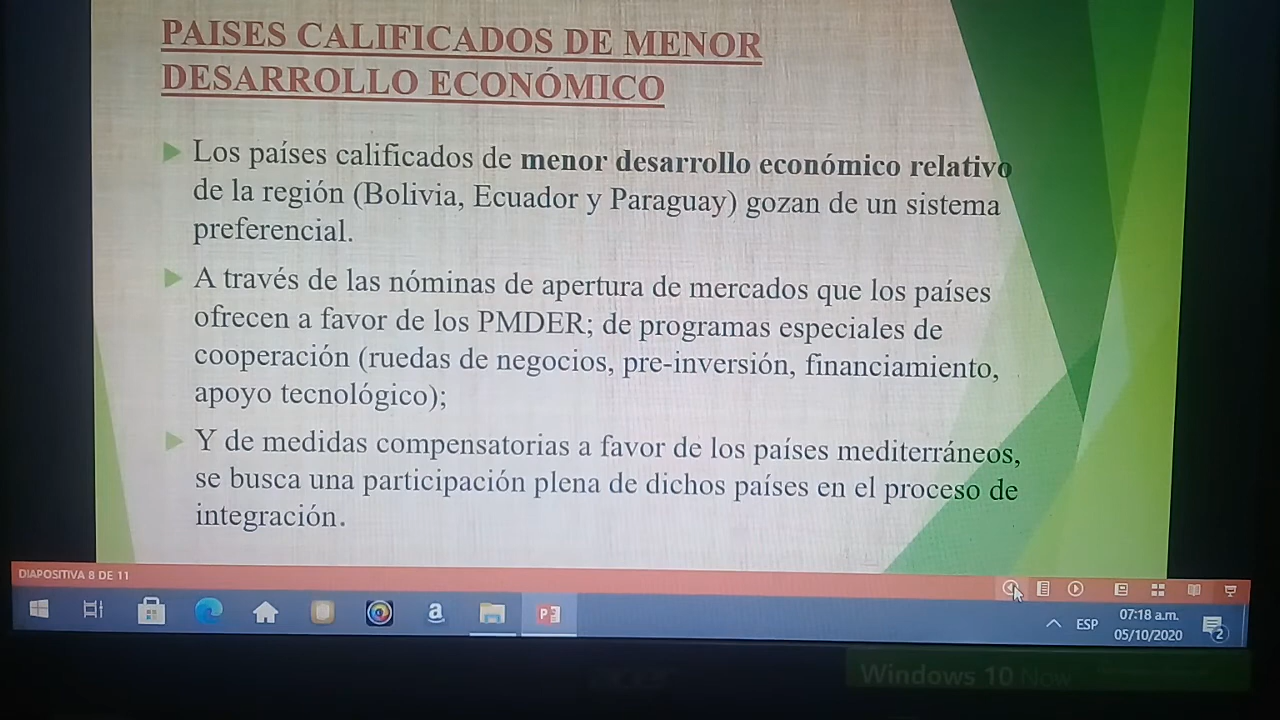 PAISES CALIFICADOS DE MENOR
DESARROLLO ECONÓMICO
Los países calificados de menor desarrollo económico relativo
de la región (Bolivia, Ecuador y Paraguay) gozan de un sistema
preferencial.
A través de las nóminas de apertura de mercados que los países
ofrecen a favor de los PMDER; de programas especiales de
cooperación (ruedas de negocios, pre-inversión, financiamiento,
apoyo tecnológico);
Y de medidas compensatorias a favor de los países mediterráneos,
se busca una participación plena de dichos países en el proceso de
integración.
DIAPOSITIVA 8 DE 11
a
P
ESP
07:18 a.m.
05/10/2020
2
Windows 10 Now